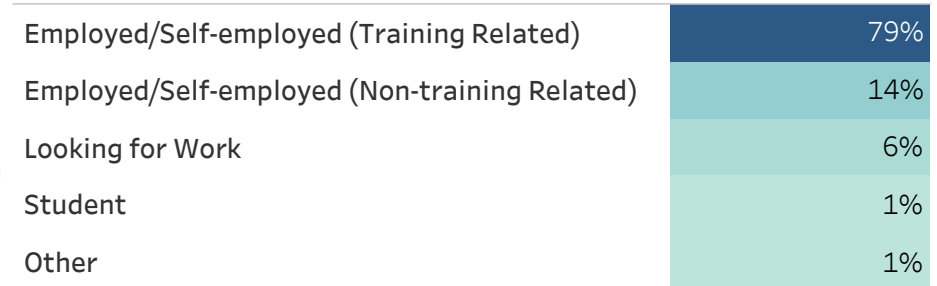 Employed/Self-employed (Training Related) 79%
Employed/Self-employed (Non-training Related) 14%
Looking for Work 6%
Student 1%
Other 1%